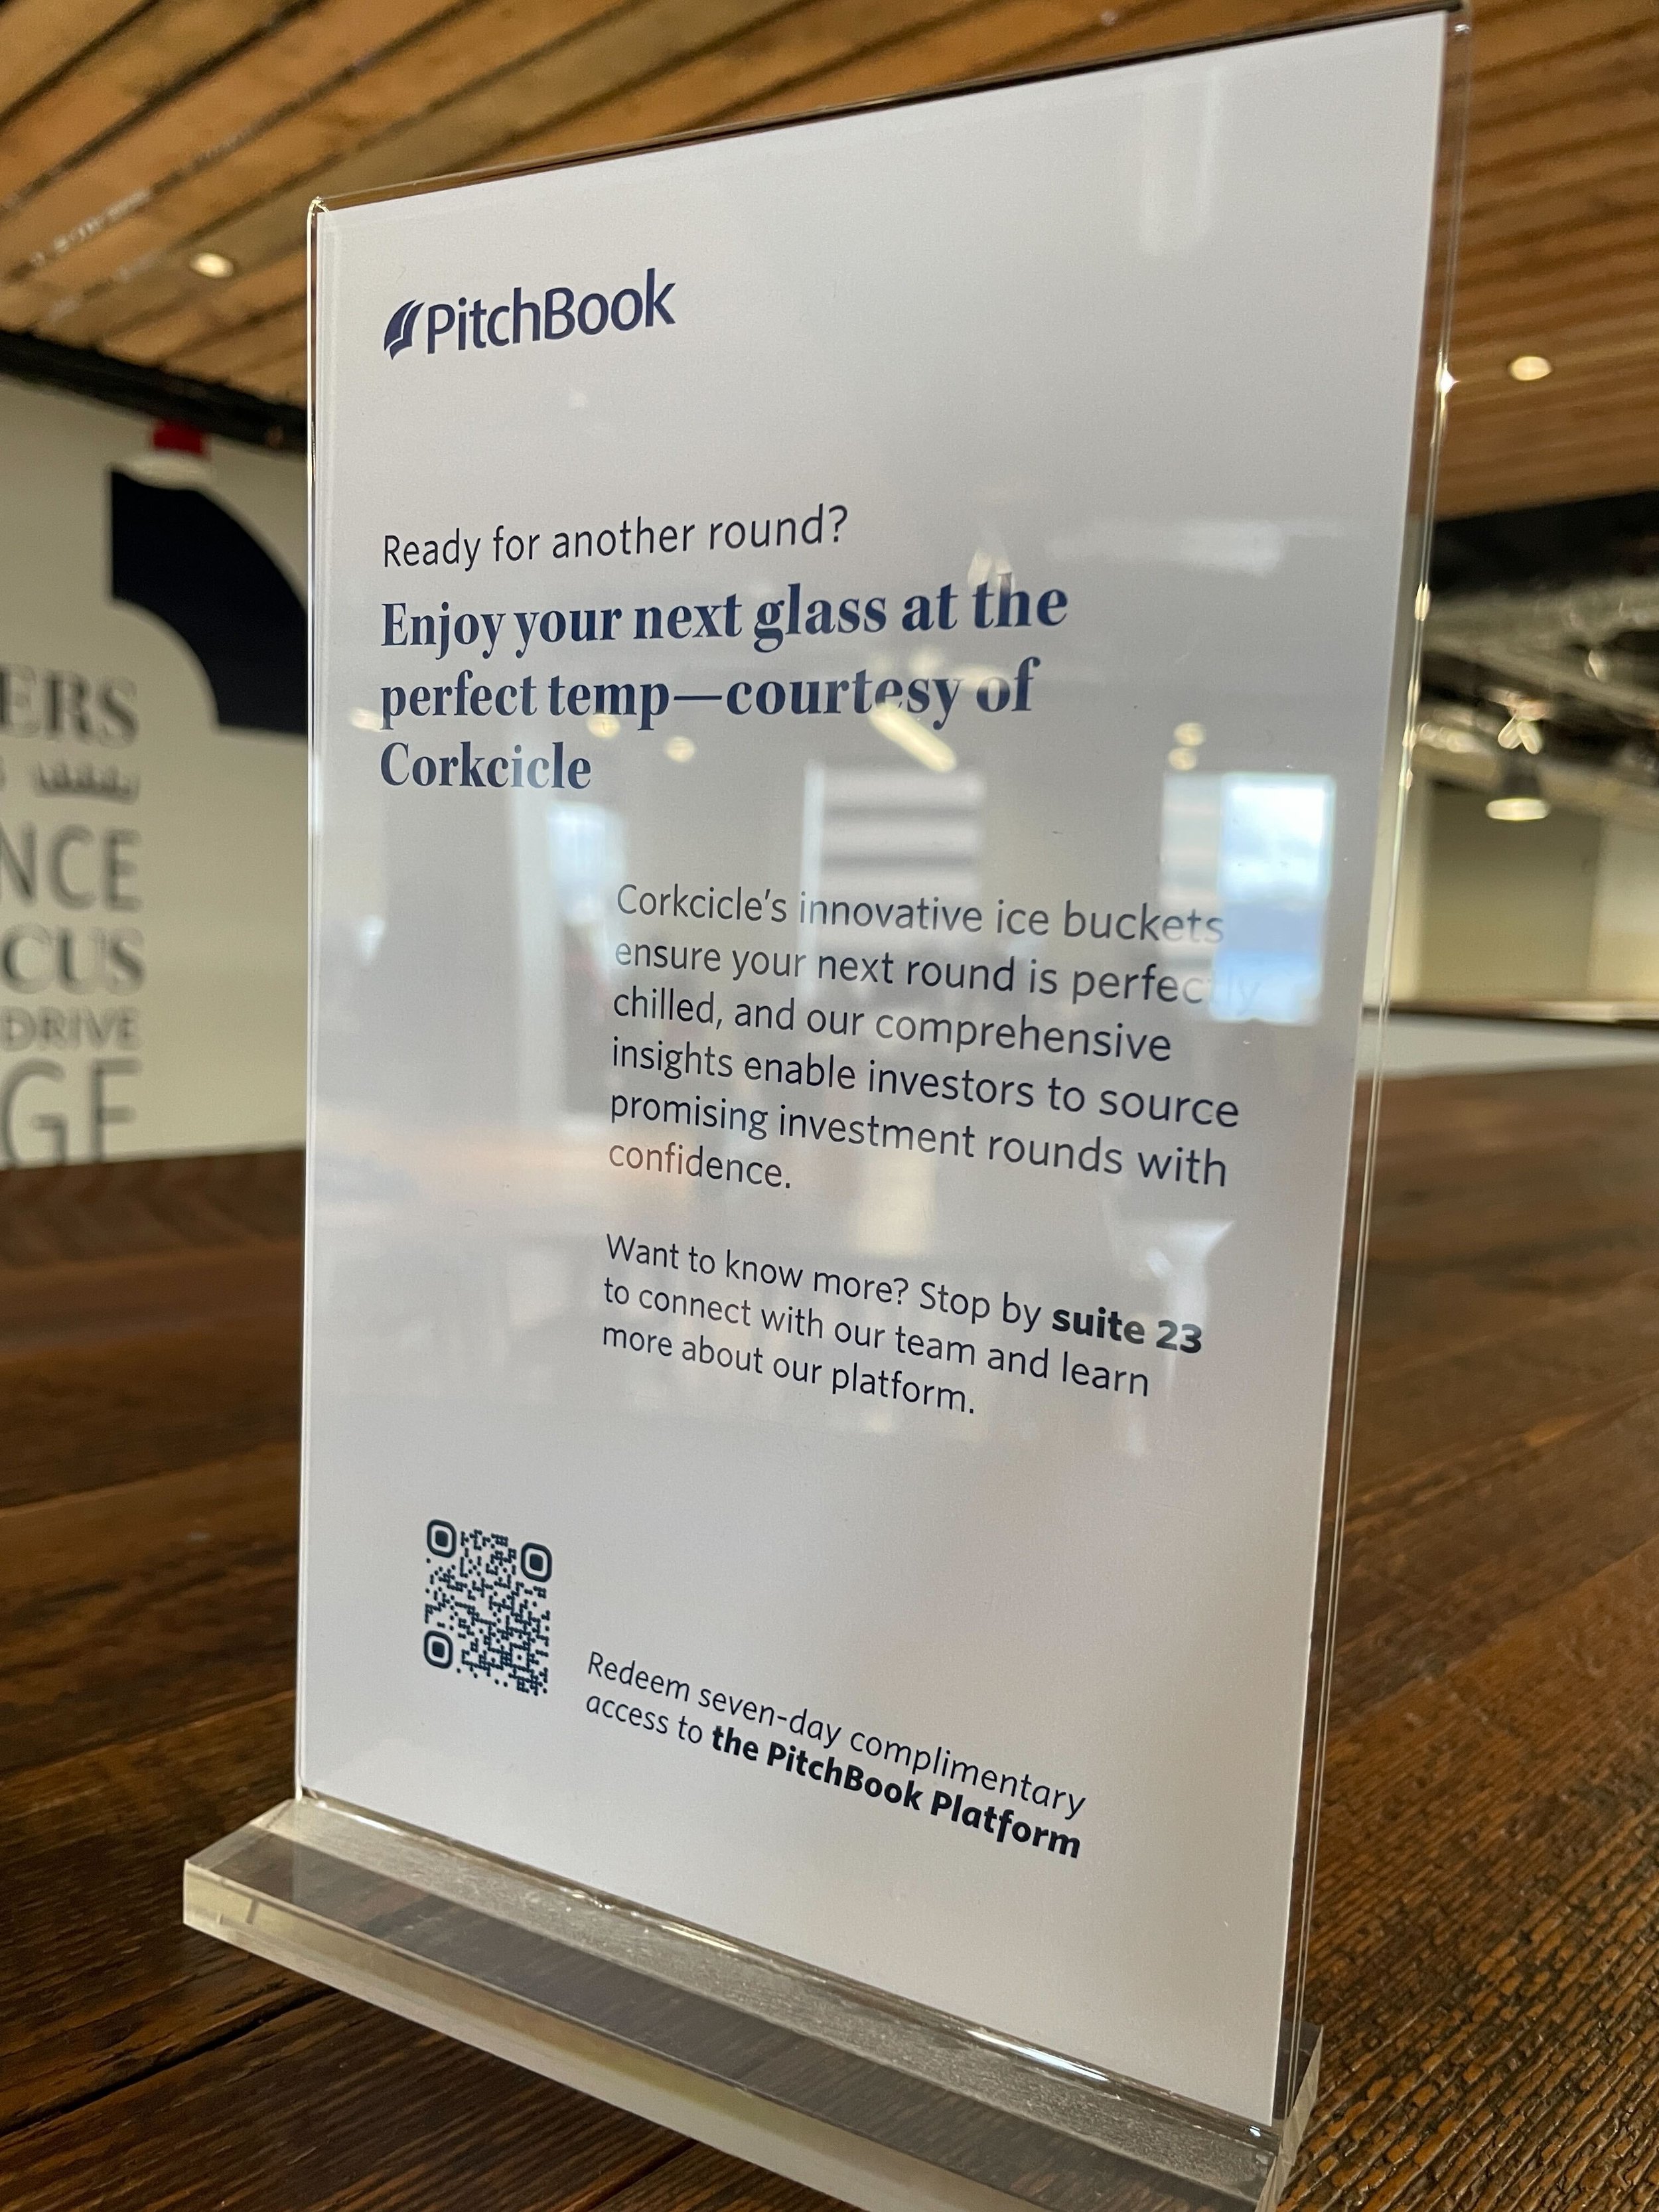 PitchBook
Ready for another round?
Enjoy your next glass at the
perfect temp—courtesy of
Corkcicle
Corkcicle's innovative ice buckets
ensure your next round is perfectly
chilled, and our comprehensive
insights enable investors to source
promising investment rounds with
confidence.
Want to know more? Stop by suite 23
to connect with our team and learn
more about our platform.
Redeem seven-day complimentary
access to the PitchBook Platform
ERS
NCE
CUS
DRIVE